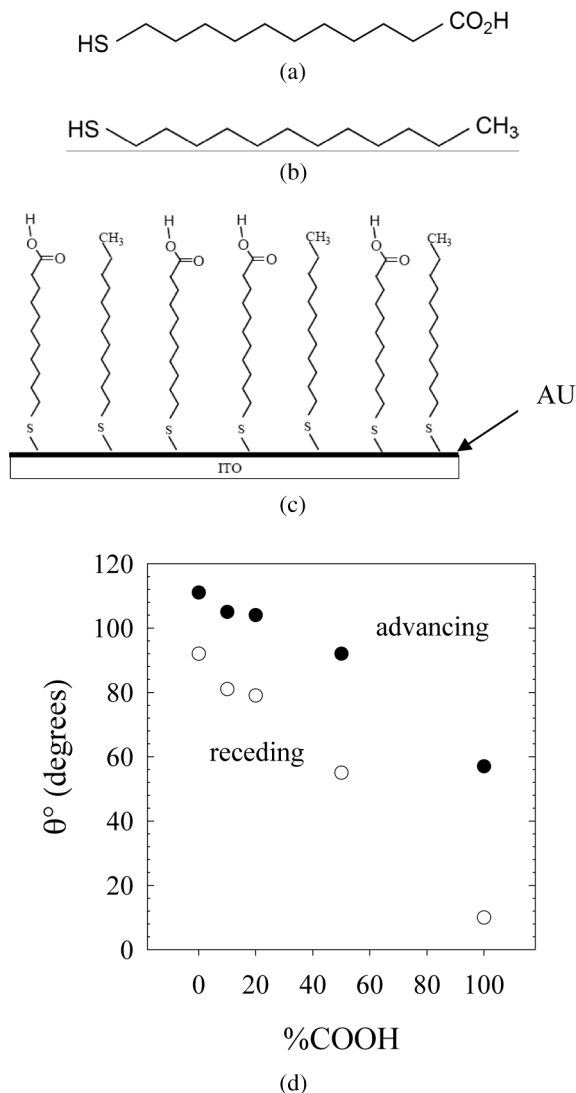 HS CO₂H
(a)
HS CH₃
(b)
H H H H
O CH₃ O O CH₃ O CH₃
O O O O
S S S S S S S
AU
ITO
(c)
120
100
80
60
40
20
0
θ° (degrees)
advancing
receding
0 20 40 60 80 100
%COOH
(d)